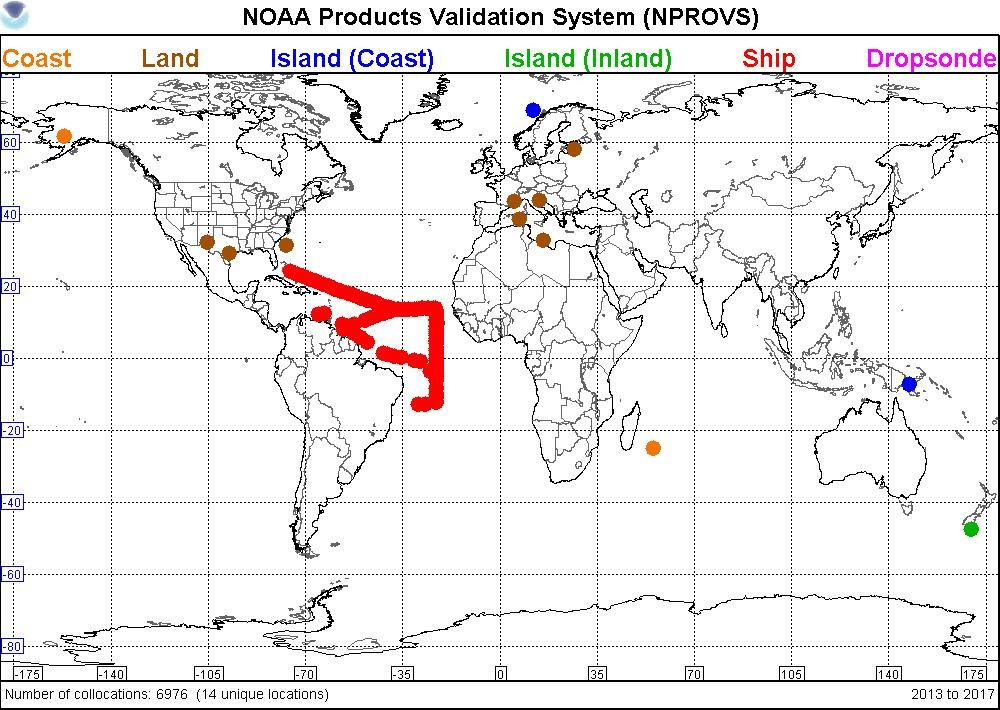 NOAA Products Validation System (NPROVS)
Coast Land Island (Coast) Island (Inland) Ship Dropsonde
60
40
20
0
-20
-40
-60
-80
-175 -140 -105 -70 -35 0 35 70 105 140 175
Number of collocations: 6976 (14 unique locations) 2013 to 2017